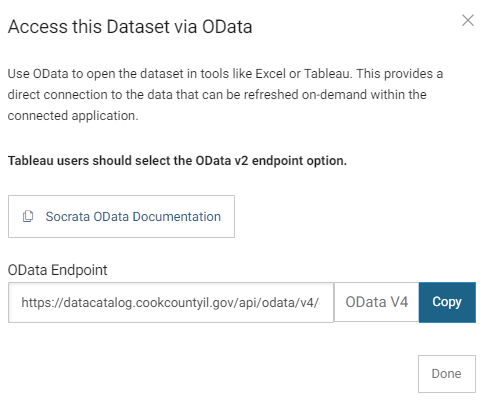 Access this Dataset via OData
Use OData to open the dataset in tools like Excel or Tableau. This provides a
direct connection to the data that can be refreshed on-demand within the
connected application.
Tableau users should select the OData v2 endpoint option.
Socrata OData Documentation
OData Endpoint
https://datacatalog.cookcountyil.gov/api/odata/v4/
OData V4
Copy
Done